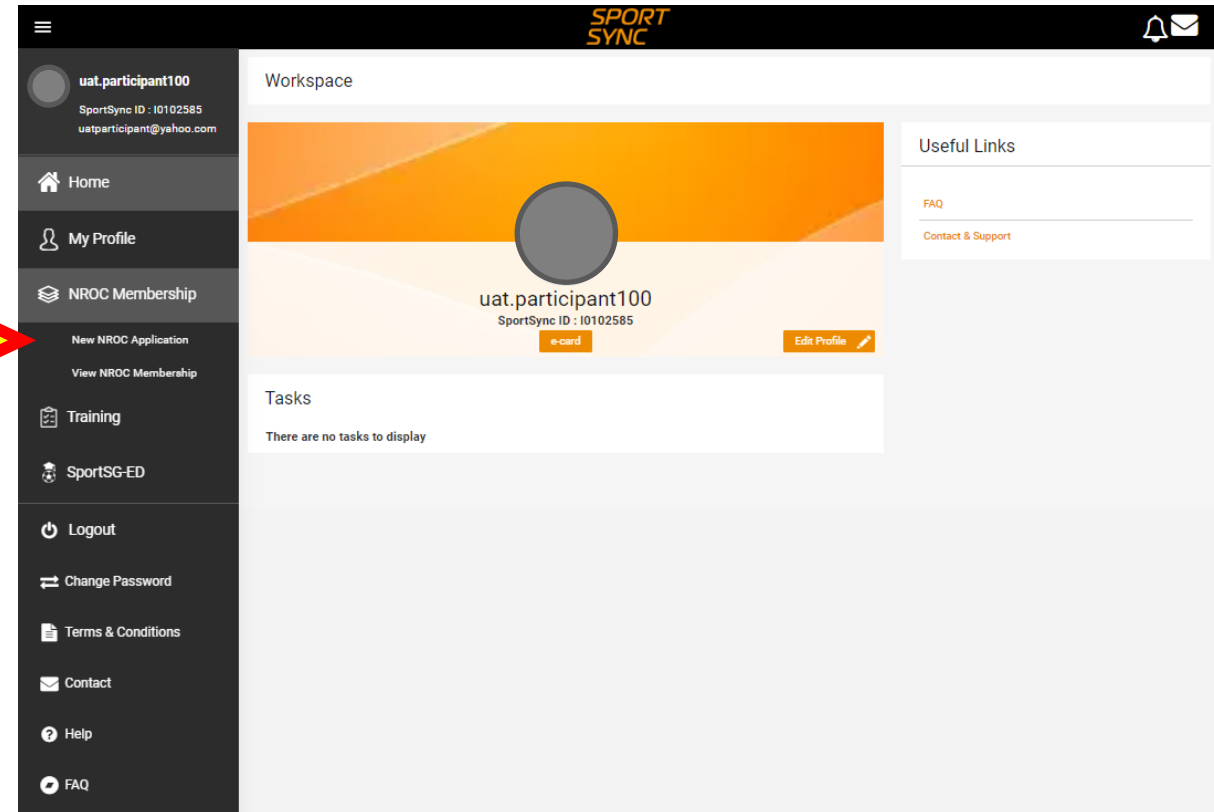 SPORT
SYNC
uat.participant100
SportSync ID : I0102585
uatparticipant@yahoo.com
Home
My Profile
NROC Membership
New NROC Application
View NROC Membership
Training
SportSG-ED
Logout
Change Password
Terms & Conditions
Contact
Help
FAQ
Workspace
uat.participant100
SportSync ID : I0102585
e-card
Edit Profile
Tasks
There are no tasks to display
Useful Links
FAQ
Contact & Support